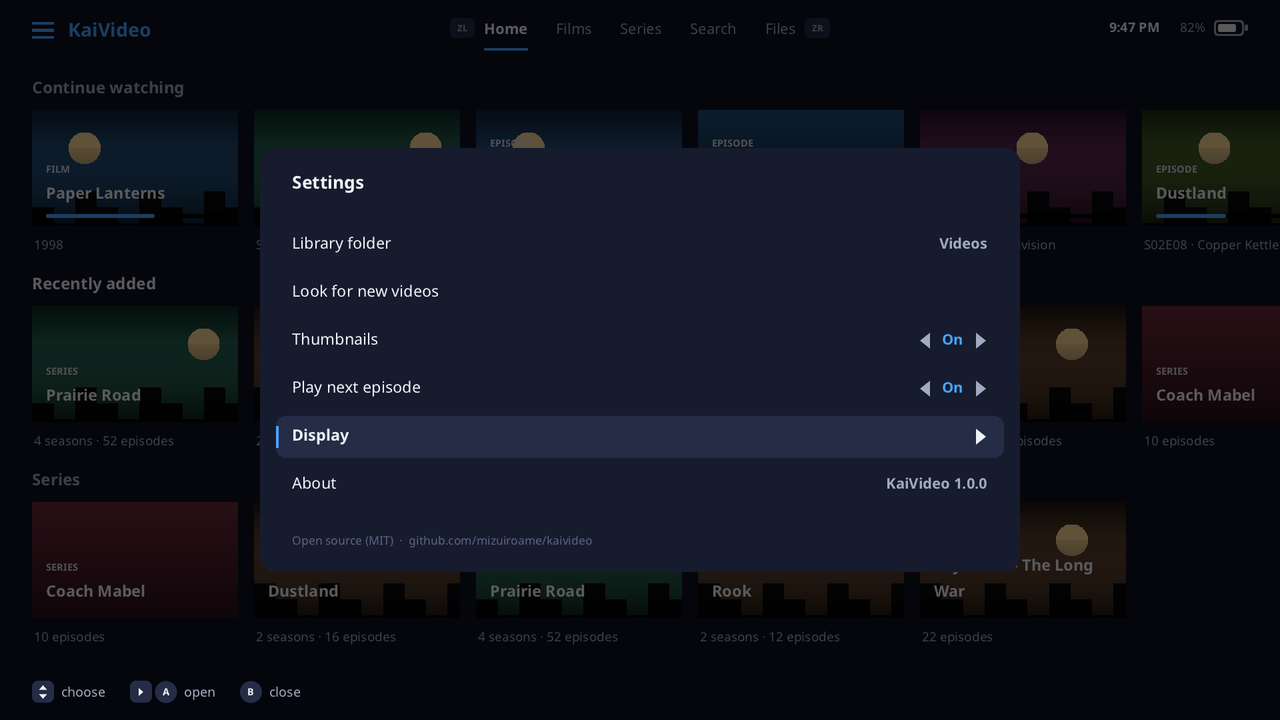 KaiVideo
ZL Home Films Series Search Files ZR
9:47 PM 82%
Continue watching
FILM
Paper Lanterns
1998
EPISODE
EPISODE
Dustland
S02E08 · Copper Kettle
Settings
Library folder Videos
Look for new videos
Thumbnails On
Play next episode On
Display
About KaiVideo 1.0.0
Open source (MIT) · github.com/mizuiroame/kaivideo
Recently added
SERIES
Prairie Road
4 seasons · 52 episodes
SERIES
Coach Mabel
10 episodes
Series
SERIES
Coach Mabel
10 episodes
Dustland
2 seasons · 16 episodes
Prairie Road
4 seasons · 52 episodes
Rook
2 seasons · 12 episodes
The Long
War
22 episodes
choose A open B close